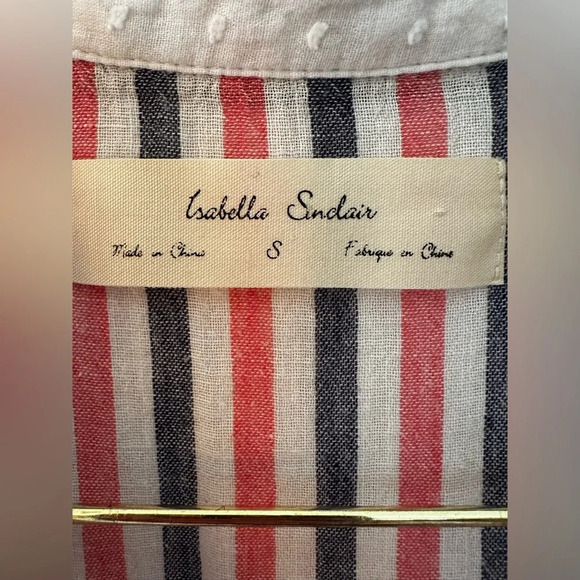 Isabella Sinclair
Made in China S Fabrique en Chine